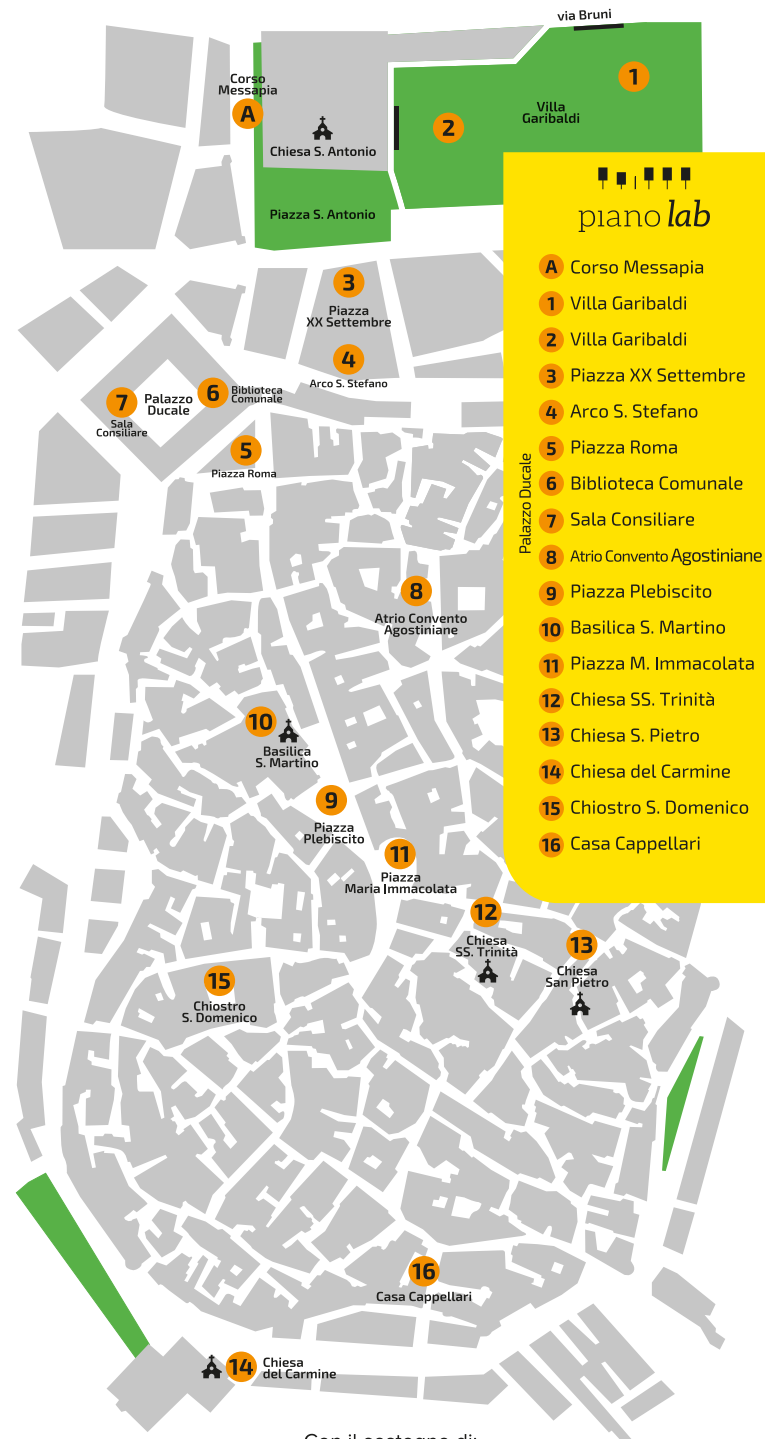 via Bruni
1
Corso
Messapia
A
2
Villa
Garibaldi
Chiesa S. Antonio
Piazza S. Antonio
3
Piazza
XX Settembre
4
Arco S. Stefano
7
Sala
Consiliare
Palazzo
Ducale
6
Biblioteca
Comunale
5
Piazza Roma
8
Atrio Convento
Agostiniane
10
Basilica
S. Martino
9
Piazza
Plebiscito
11
Piazza
Maria Immacolata
12
Chiesa
SS. Trinità
13
Chiesa
San Pietro
15
Chiostro
S. Domenico
16
Casa Cappellari
14
Chiesa
del Carmine
piano lab
A Corso Messapia
1 Villa Garibaldi
2 Villa Garibaldi
3 Piazza XX Settembre
4 Arco S. Stefano
5 Piazza Roma
Palazzo Ducale
6 Biblioteca Comunale
7 Sala Consiliare
8 Atrio Convento Agostiniane
9 Piazza Plebiscito
10 Basilica S. Martino
11 Piazza M. Immacolata
12 Chiesa SS. Trinità
13 Chiesa S. Pietro
14 Chiesa del Carmine
15 Chiostro S. Domenico
16 Casa Cappellari
Con il sostegno di: